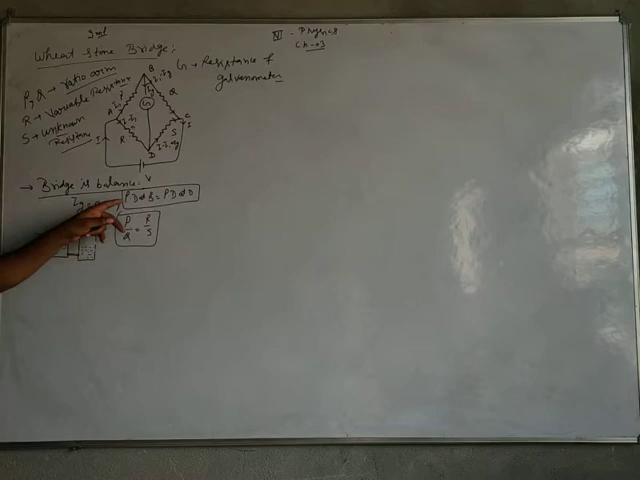 Wheat stone Bridge:
P, Q → ratio arm
R → Variable Resistance
S → Unknown
Resistance
G → Resistance of
galvanometer
B
P
Q
G
A
C
R
S
D
I
I
V
→ Bridge is balance
PD at B = PD at D
P/Q = R/S
XI - Physics
Ch-03